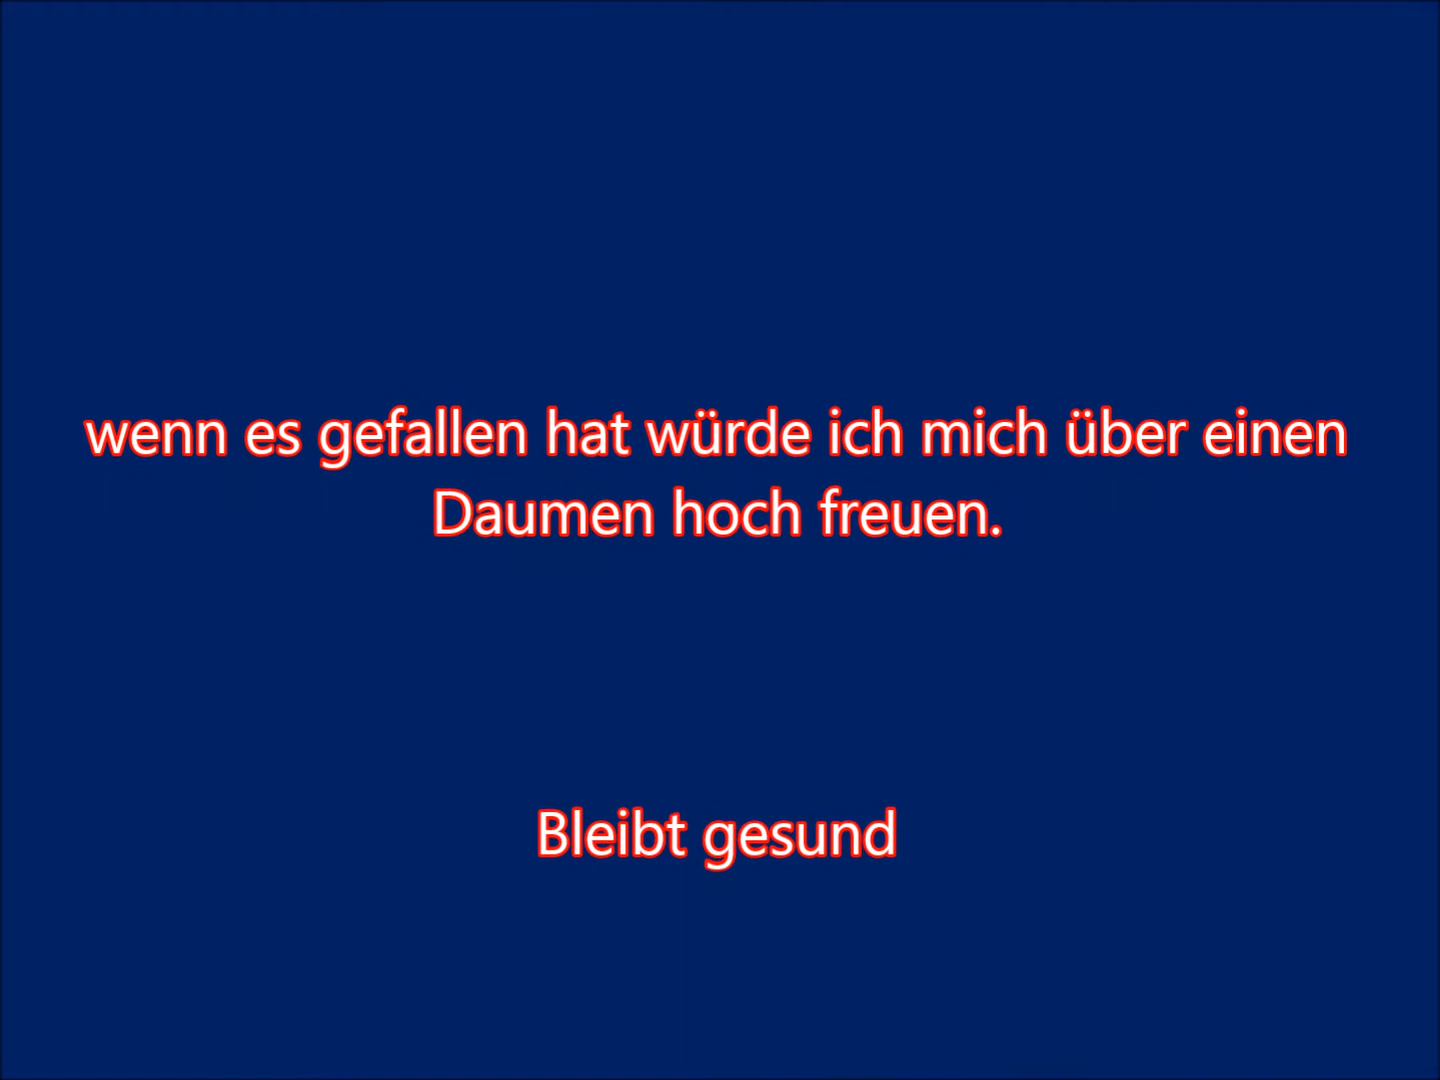 wenn es gefallen hat würde ich mich über einen
Daumen hoch freuen.
Bleibt gesund